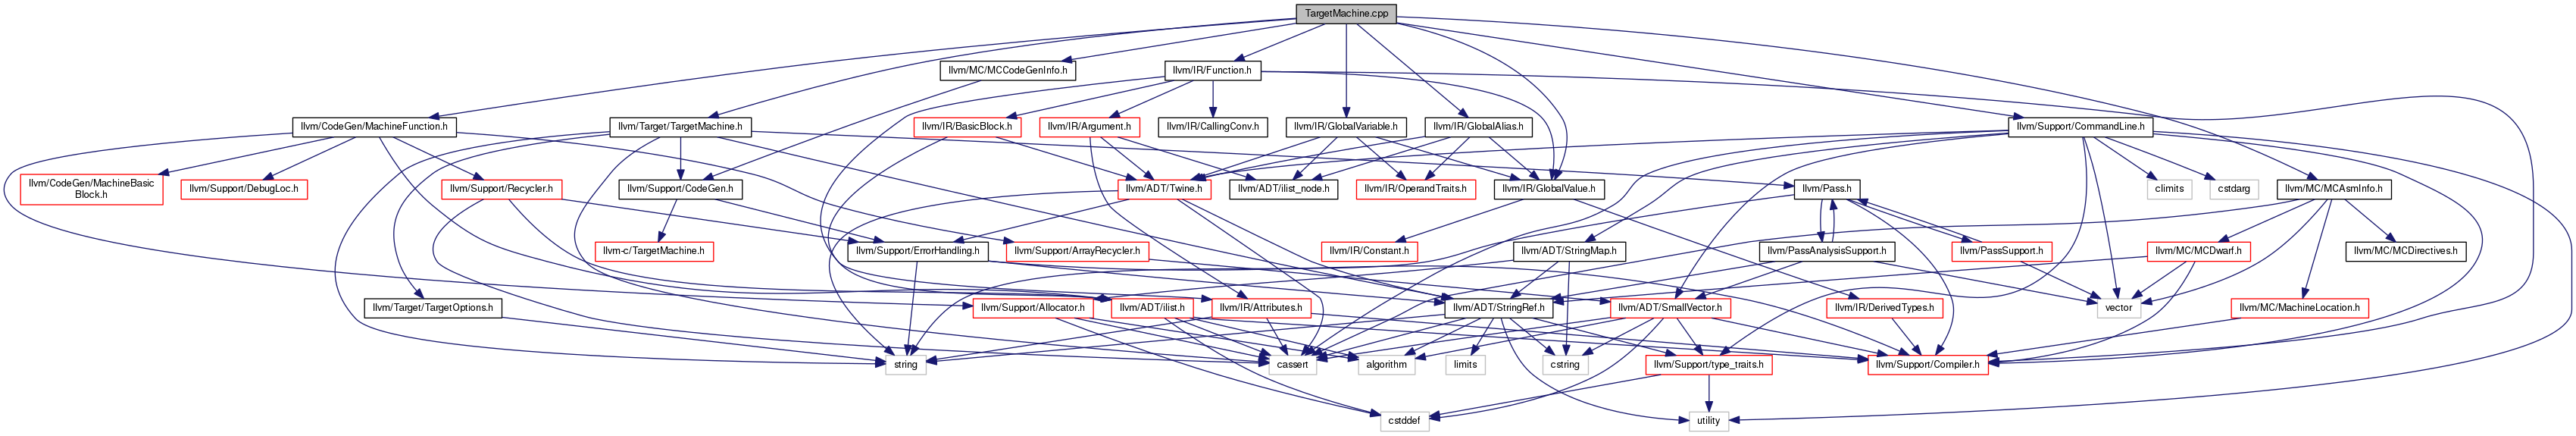 TargetMachine.cpp
llvm/MC/MCCodeGenInfo.h
llvm/IR/Function.h
llvm/CodeGen/MachineFunction.h
llvm/Target/TargetMachine.h
llvm/IR/BasicBlock.h
llvm/IR/Argument.h
llvm/IR/CallingConv.h
llvm/IR/GlobalVariable.h
llvm/IR/GlobalAlias.h
llvm/Support/CommandLine.h
llvm/CodeGen/MachineBasic
Block.h
llvm/Support/DebugLoc.h
llvm/Support/Recycler.h
llvm/Support/CodeGen.h
llvm/ADT/Twine.h
llvm/ADT/ilist_node.h
llvm/IR/OperandTraits.h
llvm/IR/GlobalValue.h
llvm/Pass.h
climits
cstdarg
llvm/MC/MCAsmInfo.h
llvm-c/TargetMachine.h
llvm/Support/ErrorHandling.h
llvm/Support/ArrayRecycler.h
llvm/IR/Constant.h
llvm/ADT/StringMap.h
llvm/PassAnalysisSupport.h
llvm/PassSupport.h
llvm/MC/MCDwarf.h
llvm/MC/MCDirectives.h
llvm/Target/TargetOptions.h
llvm/Support/Allocator.h
llvm/ADT/ilist.h
llvm/IR/Attributes.h
llvm/ADT/StringRef.h
llvm/ADT/SmallVector.h
llvm/IR/DerivedTypes.h
vector
llvm/MC/MachineLocation.h
string
cassert
algorithm
limits
cstring
llvm/Support/type_traits.h
llvm/Support/Compiler.h
cstddef
utility